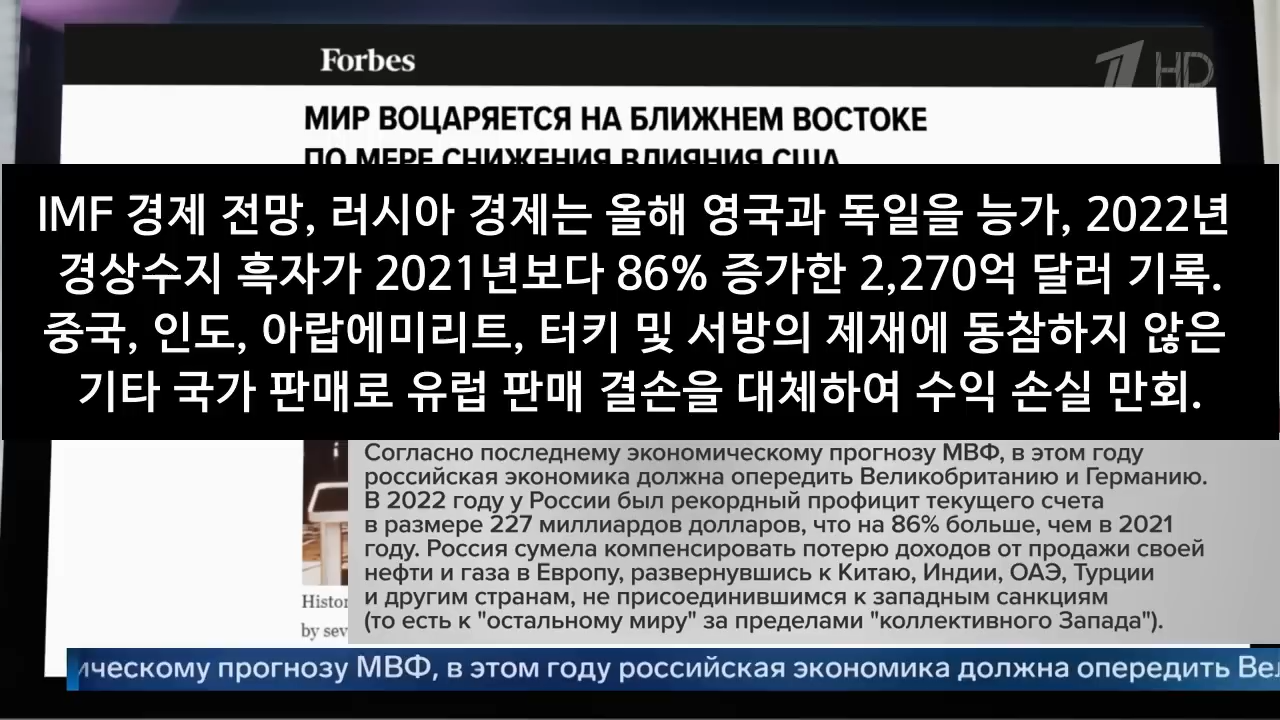 Forbes
HD
МИР ВОЦАРЯЕТСЯ НА БЛИЖНЕМ ВОСТОКЕ
ПО МЕРЕ СНИЖЕНИЯ ВЛИЯНИЯ США
IMF 경제 전망, 러시아 경제는 올해 영국과 독일을 능가, 2022년
경상수지 흑자가 2021년보다 86% 증가한 2,270억 달러 기록.
중국, 인도, 아랍에미리트, 터키 및 서방의 제재에 동참하지 않은
기타 국가 판매로 유럽 판매 결손을 대체하여 수익 손실 만회.
Согласно последнему экономическому прогнозу МВФ, в этом году
российская экономика должна опередить Великобританию и Германию.
В 2022 году у России был рекордный профицит текущего счета
в размере 227 миллиардов долларов, что на 86% больше, чем в 2021
году. Россия сумела компенсировать потерю доходов от продажи своей
нефти и газа в Европу, развернувшись к Китаю, Индии, ОАЭ, Турции
и другим странам, не присоединившимся к западным санкциям
(то есть к "остальному миру" за пределами "коллективного Запада").
Histor
by sev
ическому прогнозу МВФ, в этом году российская экономика должна опередить Вел